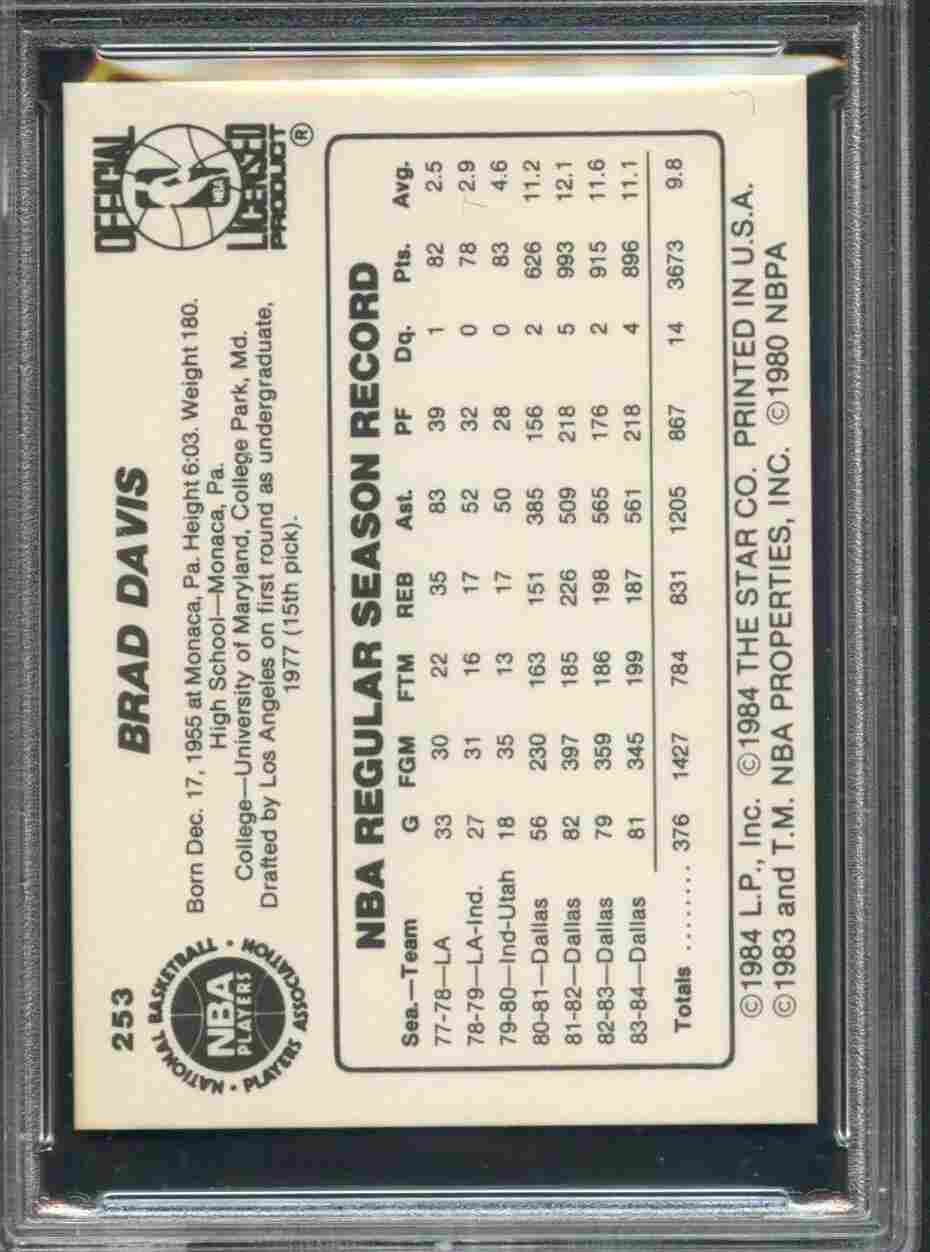 253
BRAD DAVIS
NATIONAL BASKETBALL PLAYERS ASSOCIATION
NBA
PLAYERS
OFFICIAL
NBA
LICENSED
PRODUCT ®
Born Dec. 17, 1955 at Monaca, Pa. Height 6:03. Weight 180.
High School—Monaca, Pa.
College—University of Maryland, College Park, Md.
Drafted by Los Angeles on first round as undergraduate,
1977 (15th pick).
NBA REGULAR SEASON RECORD
Sea.—Team G FGM FTM REB Ast. PF Dq. Pts. Avg.
77-78—LA 33 30 22 35 83 39 1 82 2.5
78-79—LA-Ind. 27 31 16 17 52 32 0 78 2.9
79-80—Ind-Utah 18 35 13 17 50 28 0 83 4.6
80-81—Dallas 56 230 163 151 385 156 2 626 11.2
81-82—Dallas 82 397 185 226 509 218 5 993 12.1
82-83—Dallas 79 359 186 198 565 176 2 915 11.6
83-84—Dallas 81 345 199 187 561 218 4 896 11.1
Totals ........ 376 1427 784 831 1205 867 14 3673 9.8
©1984 L.P., Inc. ©1984 THE STAR CO. PRINTED IN U.S.A.
©1983 and T.M. NBA PROPERTIES, INC. ©1980 NBPA